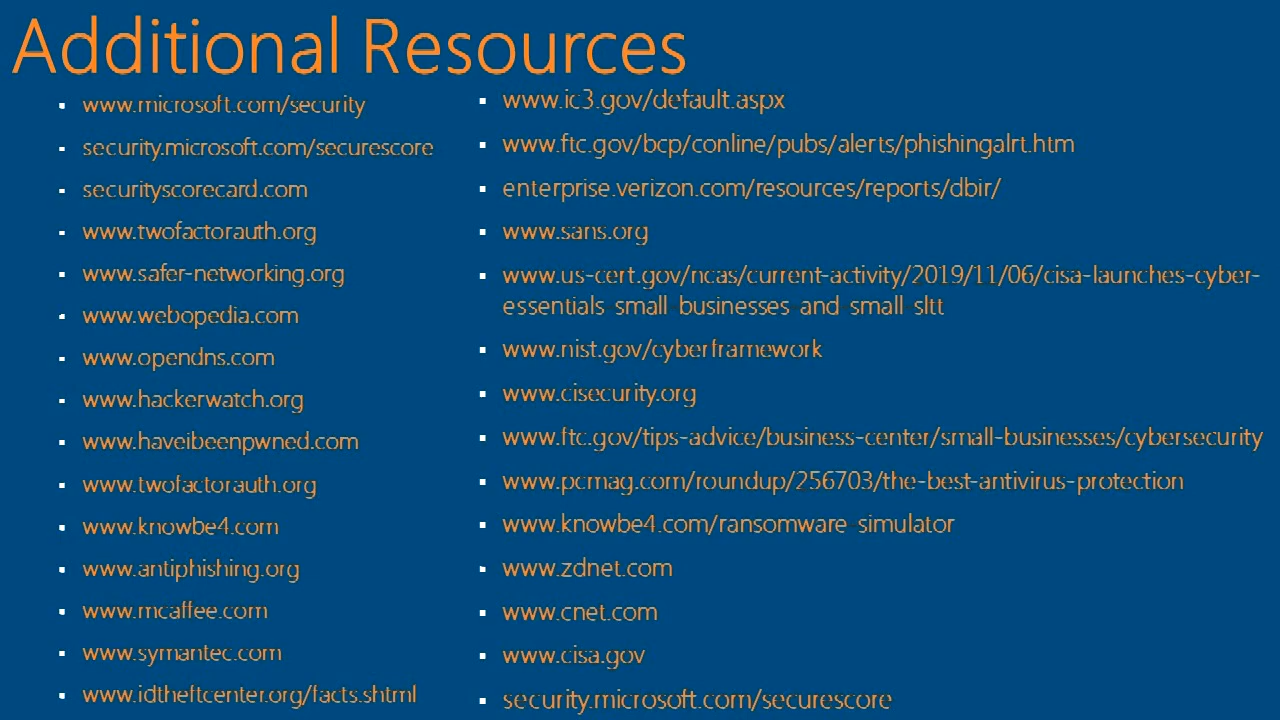 Additional Resources
www.microsoft.com/security
security.microsoft.com/securescore
securityscorecard.com
www.twofactorauth.org
www.safer-networking.org
www.webopedia.com
www.opendns.com
www.hackerwatch.org
www.haveibeenpwned.com
www.twofactorauth.org
www.knowbe4.com
www.antiphishing.org
www.mcaffee.com
www.symantec.com
www.idtheftcenter.org/facts.shtml
www.ic3.gov/default.aspx
www.ftc.gov/bcp/conline/pubs/alerts/phishingalrt.htm
enterprise.verizon.com/resources/reports/dbir/
www.sans.org
www.us-cert.gov/ncas/current-activity/2019/11/06/cisa-launches-cyber-
essentials-small-businesses-and-small-sltt
www.nist.gov/cyberframework
www.cisecurity.org
www.ftc.gov/tips-advice/business-center/small-businesses/cybersecurity
www.pcmag.com/roundup/256703/the-best-antivirus-protection
www.knowbe4.com/ransomware-simulator
www.zdnet.com
www.cnet.com
www.cisa.gov
security.microsoft.com/securescore